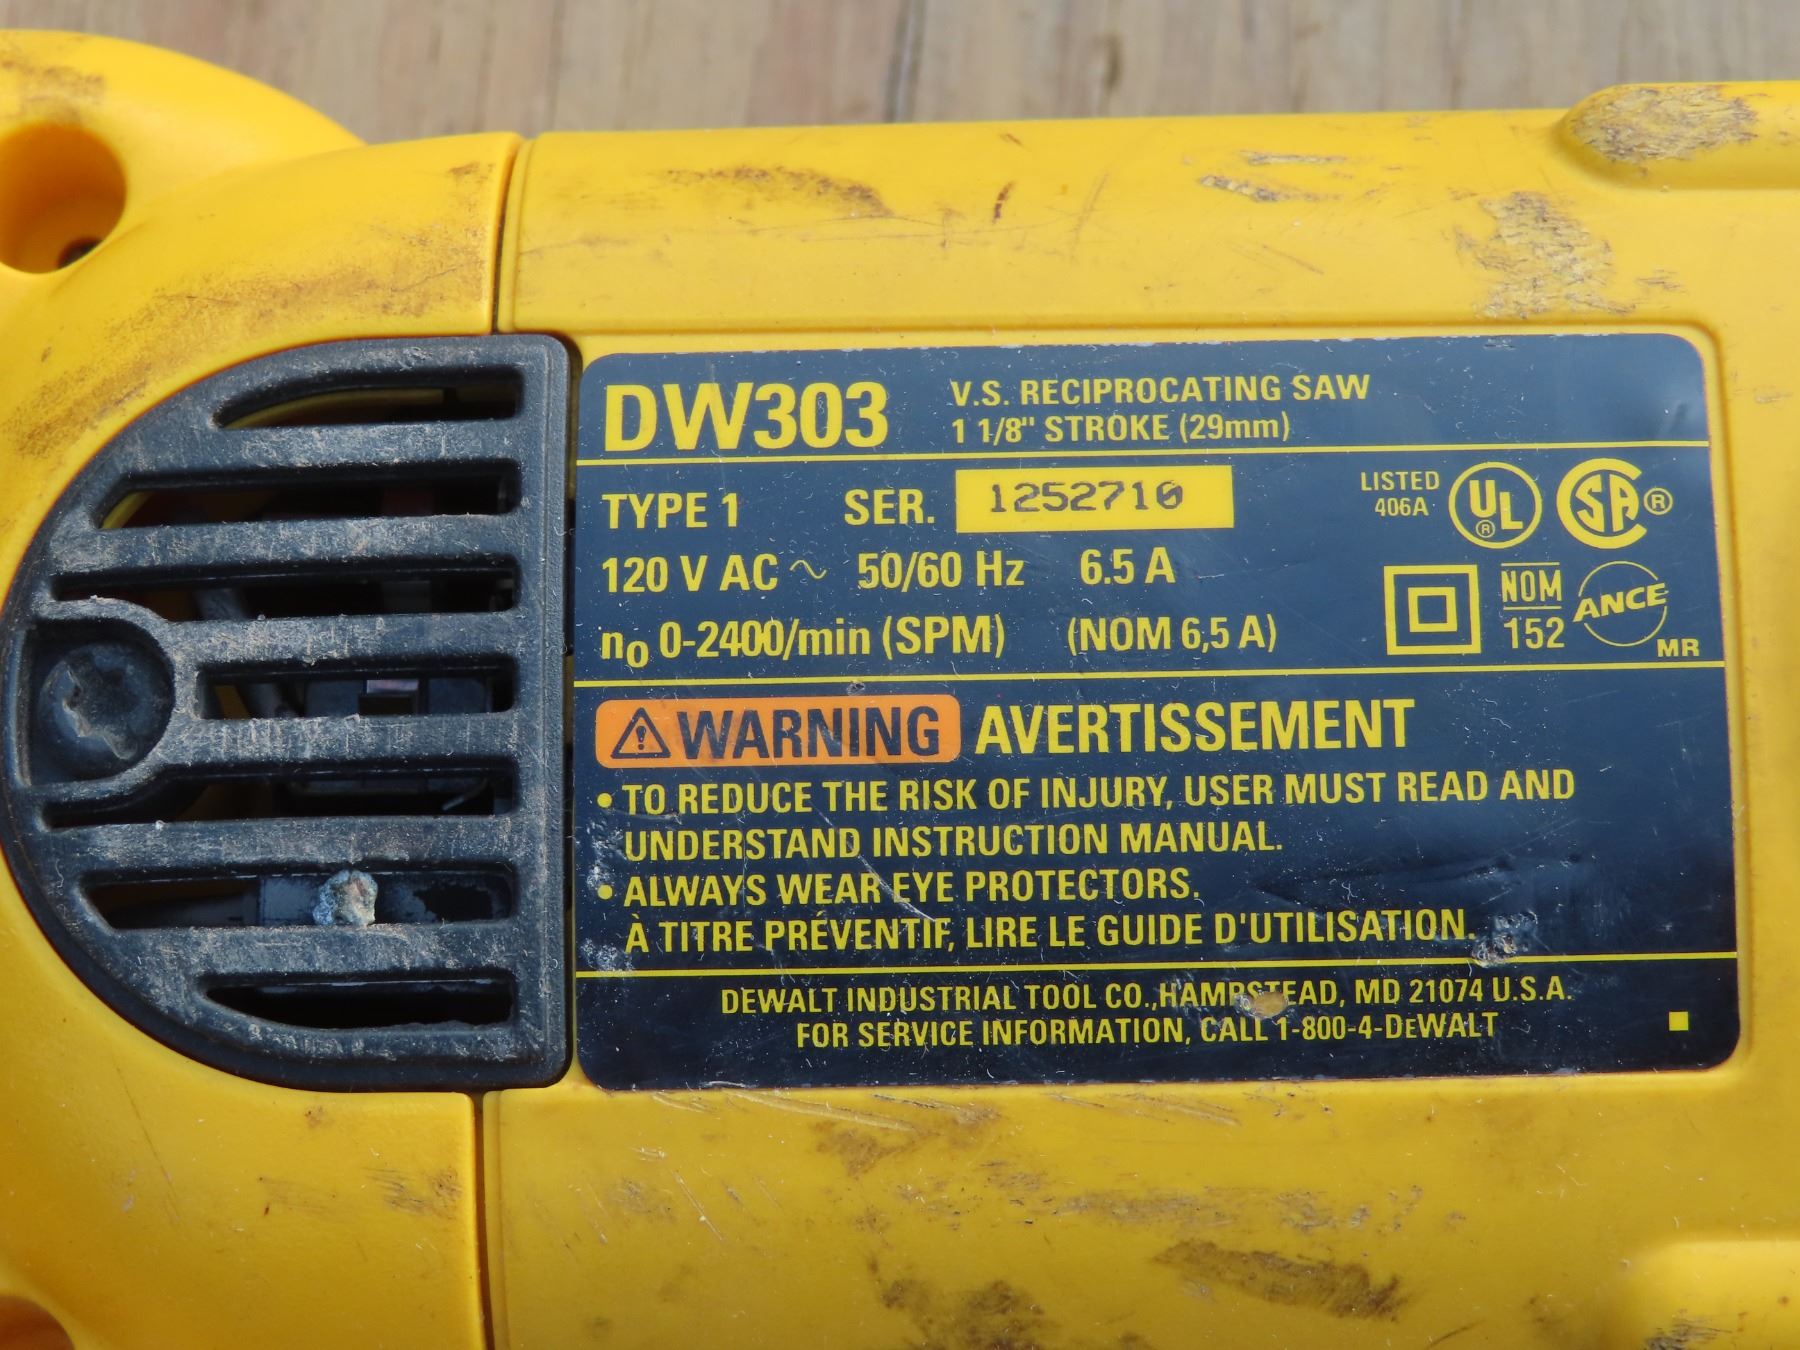 DW303
V.S. RECIPROCATING SAW
1 1/8" STROKE (29mm)
TYPE 1 SER. 1252710
LISTED
406A
UL
®
SA ®
120 V AC ~ 50/60 Hz 6.5 A
n₀ 0-2400/min (SPM) (NOM 6,5 A)
NOM
152
ANCE
MR
WARNING AVERTISSEMENT
• TO REDUCE THE RISK OF INJURY, USER MUST READ AND
UNDERSTAND INSTRUCTION MANUAL.
• ALWAYS WEAR EYE PROTECTORS.
À TITRE PRÉVENTIF, LIRE LE GUIDE D'UTILISATION.
DEWALT INDUSTRIAL TOOL CO.,HAMPSTEAD, MD 21074 U.S.A.
FOR SERVICE INFORMATION, CALL 1-800-4-DEWALT